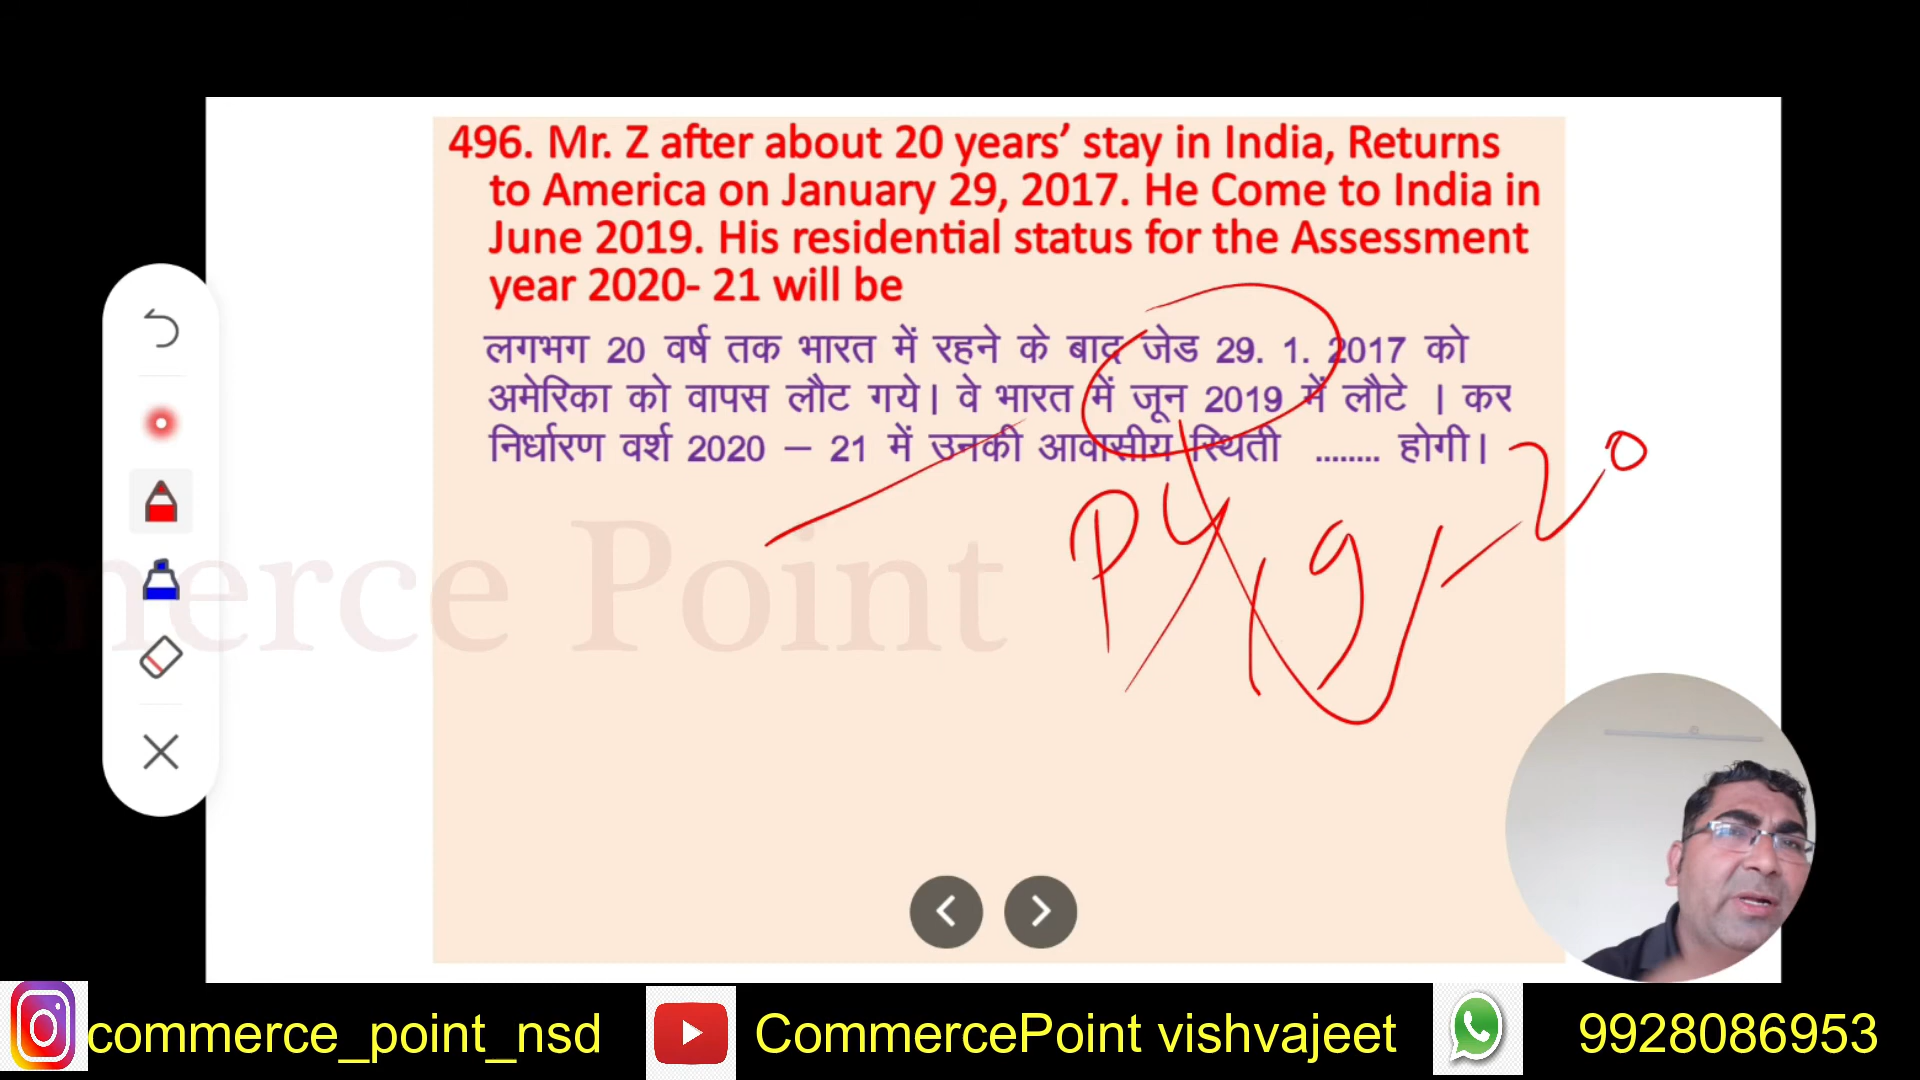 496. Mr. Z after about 20 years’ stay in India, Returns
to America on January 29, 2017. He Come to India in
June 2019. His residential status for the Assessment
year 2020- 21 will be
लगभग 20 वर्ष तक भारत में रहने के बाद जेड 29. 1. 2017 को
अमेरिका को वापस लौट गये। वे भारत में जून 2019 में लौटे । कर
निर्धारण वर्श 2020 – 21 में उनकी आवासीय स्थिती ........ होगी।
PY 19-20
merce Point
commerce_point_nsd
CommercePoint vishvajeet
9928086953